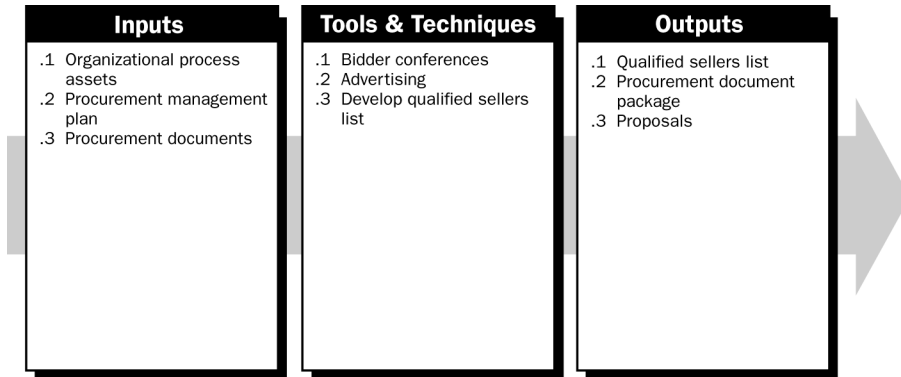 Inputs
.1 Organizational process
assets
.2 Procurement management
plan
.3 Procurement documents
Tools & Techniques
.1 Bidder conferences
.2 Advertising
.3 Develop qualified sellers
list
Outputs
.1 Qualified sellers list
.2 Procurement document
package
.3 Proposals